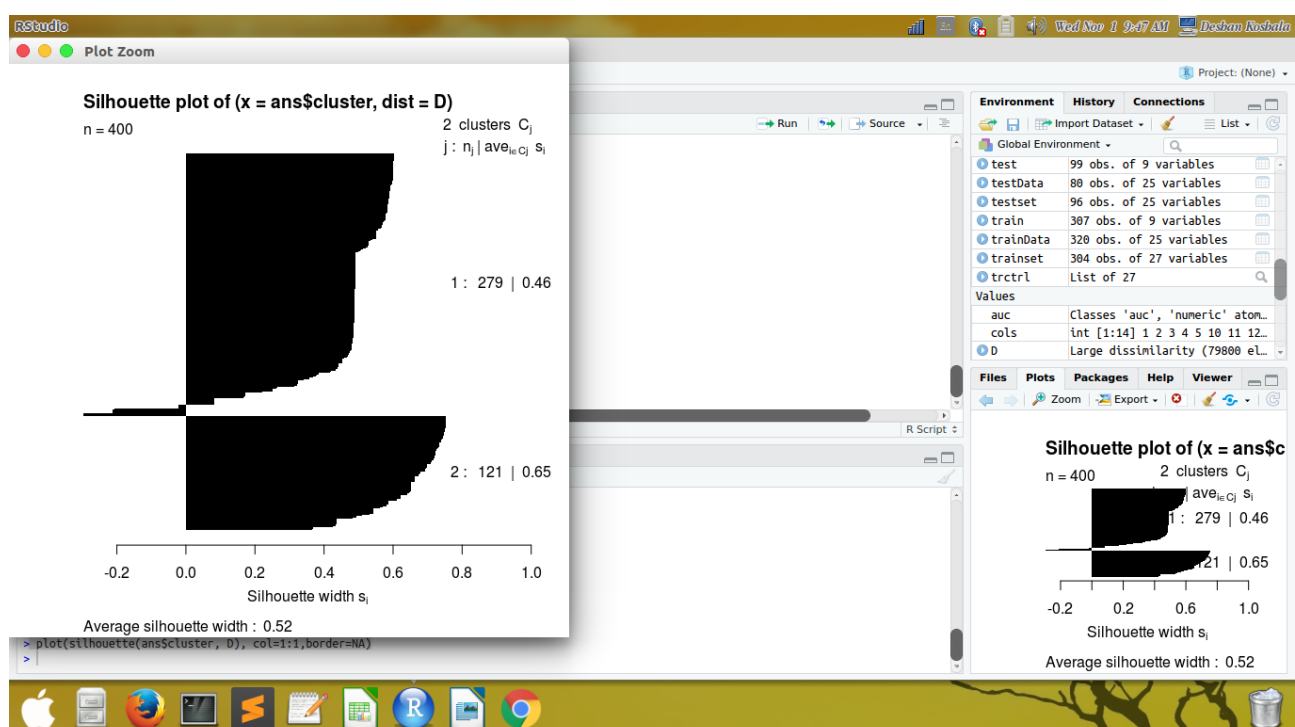 RStudio
Wed Nov 1 9:47 AM Desban Kosbala
Plot Zoom
Silhouette plot of (x = ans$cluster, dist = D)
n = 400
2 clusters Cj
j : nj | avei∈Cj si
1 : 279 | 0.46
2 : 121 | 0.65
-0.2 0.0 0.2 0.4 0.6 0.8 1.0
Silhouette width si
Average silhouette width : 0.52
Run Source
R Script
> plot(silhouette(ans$cluster, D), col=1:1,border=NA)
>
Project: (None)
Environment History Connections
Import Dataset List
Global Environment
test 99 obs. of 9 variables
testData 80 obs. of 25 variables
testset 96 obs. of 25 variables
train 307 obs. of 9 variables
trainData 320 obs. of 25 variables
trainset 304 obs. of 27 variables
trctrl List of 27
Values
auc Classes 'auc', 'numeric' atom…
cols int [1:14] 1 2 3 4 5 10 11 12…
D Large dissimilarity (79800 el…
Files Plots Packages Help Viewer
Zoom Export
Silhouette plot of (x = ans$c
n = 400
2 clusters Cj
| avei∈Cj si
1 : 279 | 0.46
121 | 0.65
-0.2 0.2 0.6 1.0
Silhouette width si
Average silhouette width : 0.52
R